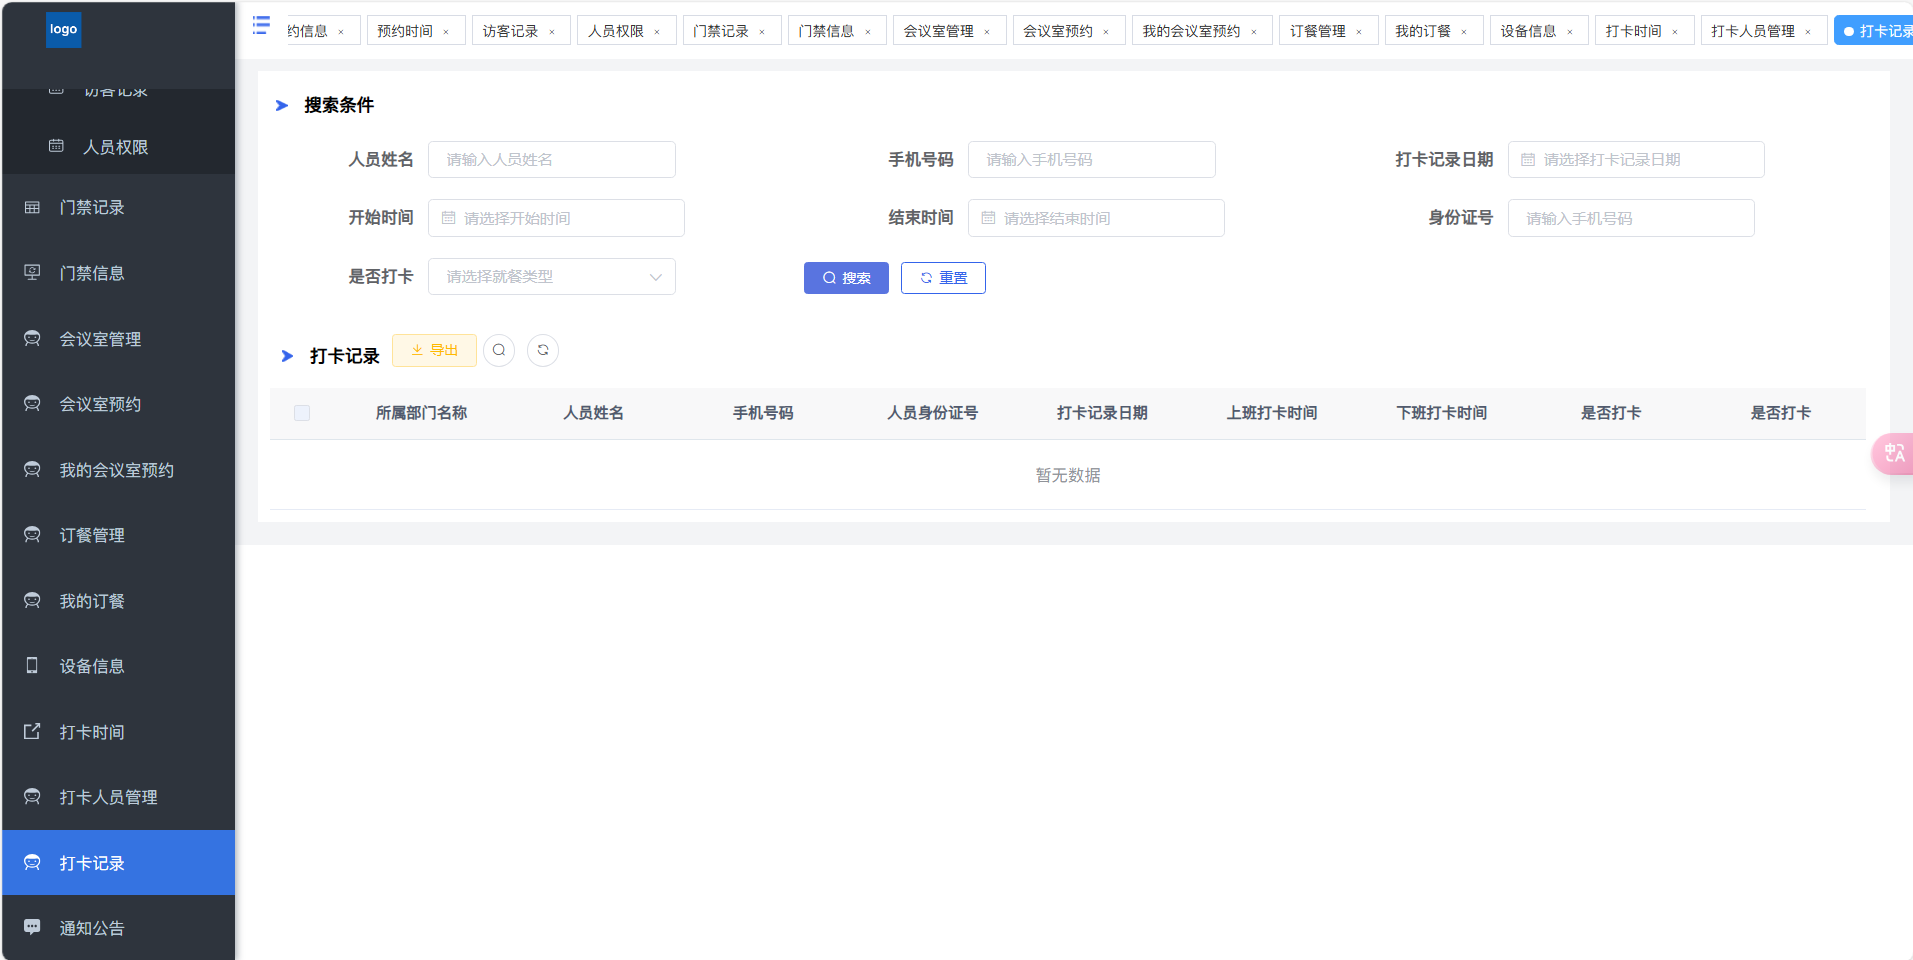 logo
访客记录
人员权限
门禁记录
门禁信息
会议室管理
会议室预约
我的会议室预约
订餐管理
我的订餐
设备信息
打卡时间
打卡人员管理
打卡记录
通知公告
约信息 × 预约时间 × 访客记录 × 人员权限 × 门禁记录 × 门禁信息 × 会议室管理 × 会议室预约 × 我的会议室预约 × 订餐管理 × 我的订餐 × 设备信息 × 打卡时间 × 打卡人员管理 × 打卡记录
搜索条件
人员姓名 请输入人员姓名 手机号码 请输入手机号码 打卡记录日期 请选择打卡记录日期
开始时间 请选择开始时间 结束时间 请选择结束时间 身份证号 请输入手机号码
是否打卡 请选择就餐类型 搜索 重置
打卡记录 导出
所属部门名称 人员姓名 手机号码 人员身份证号 打卡记录日期 上班打卡时间 下班打卡时间 是否打卡 是否打卡
暂无数据
中A